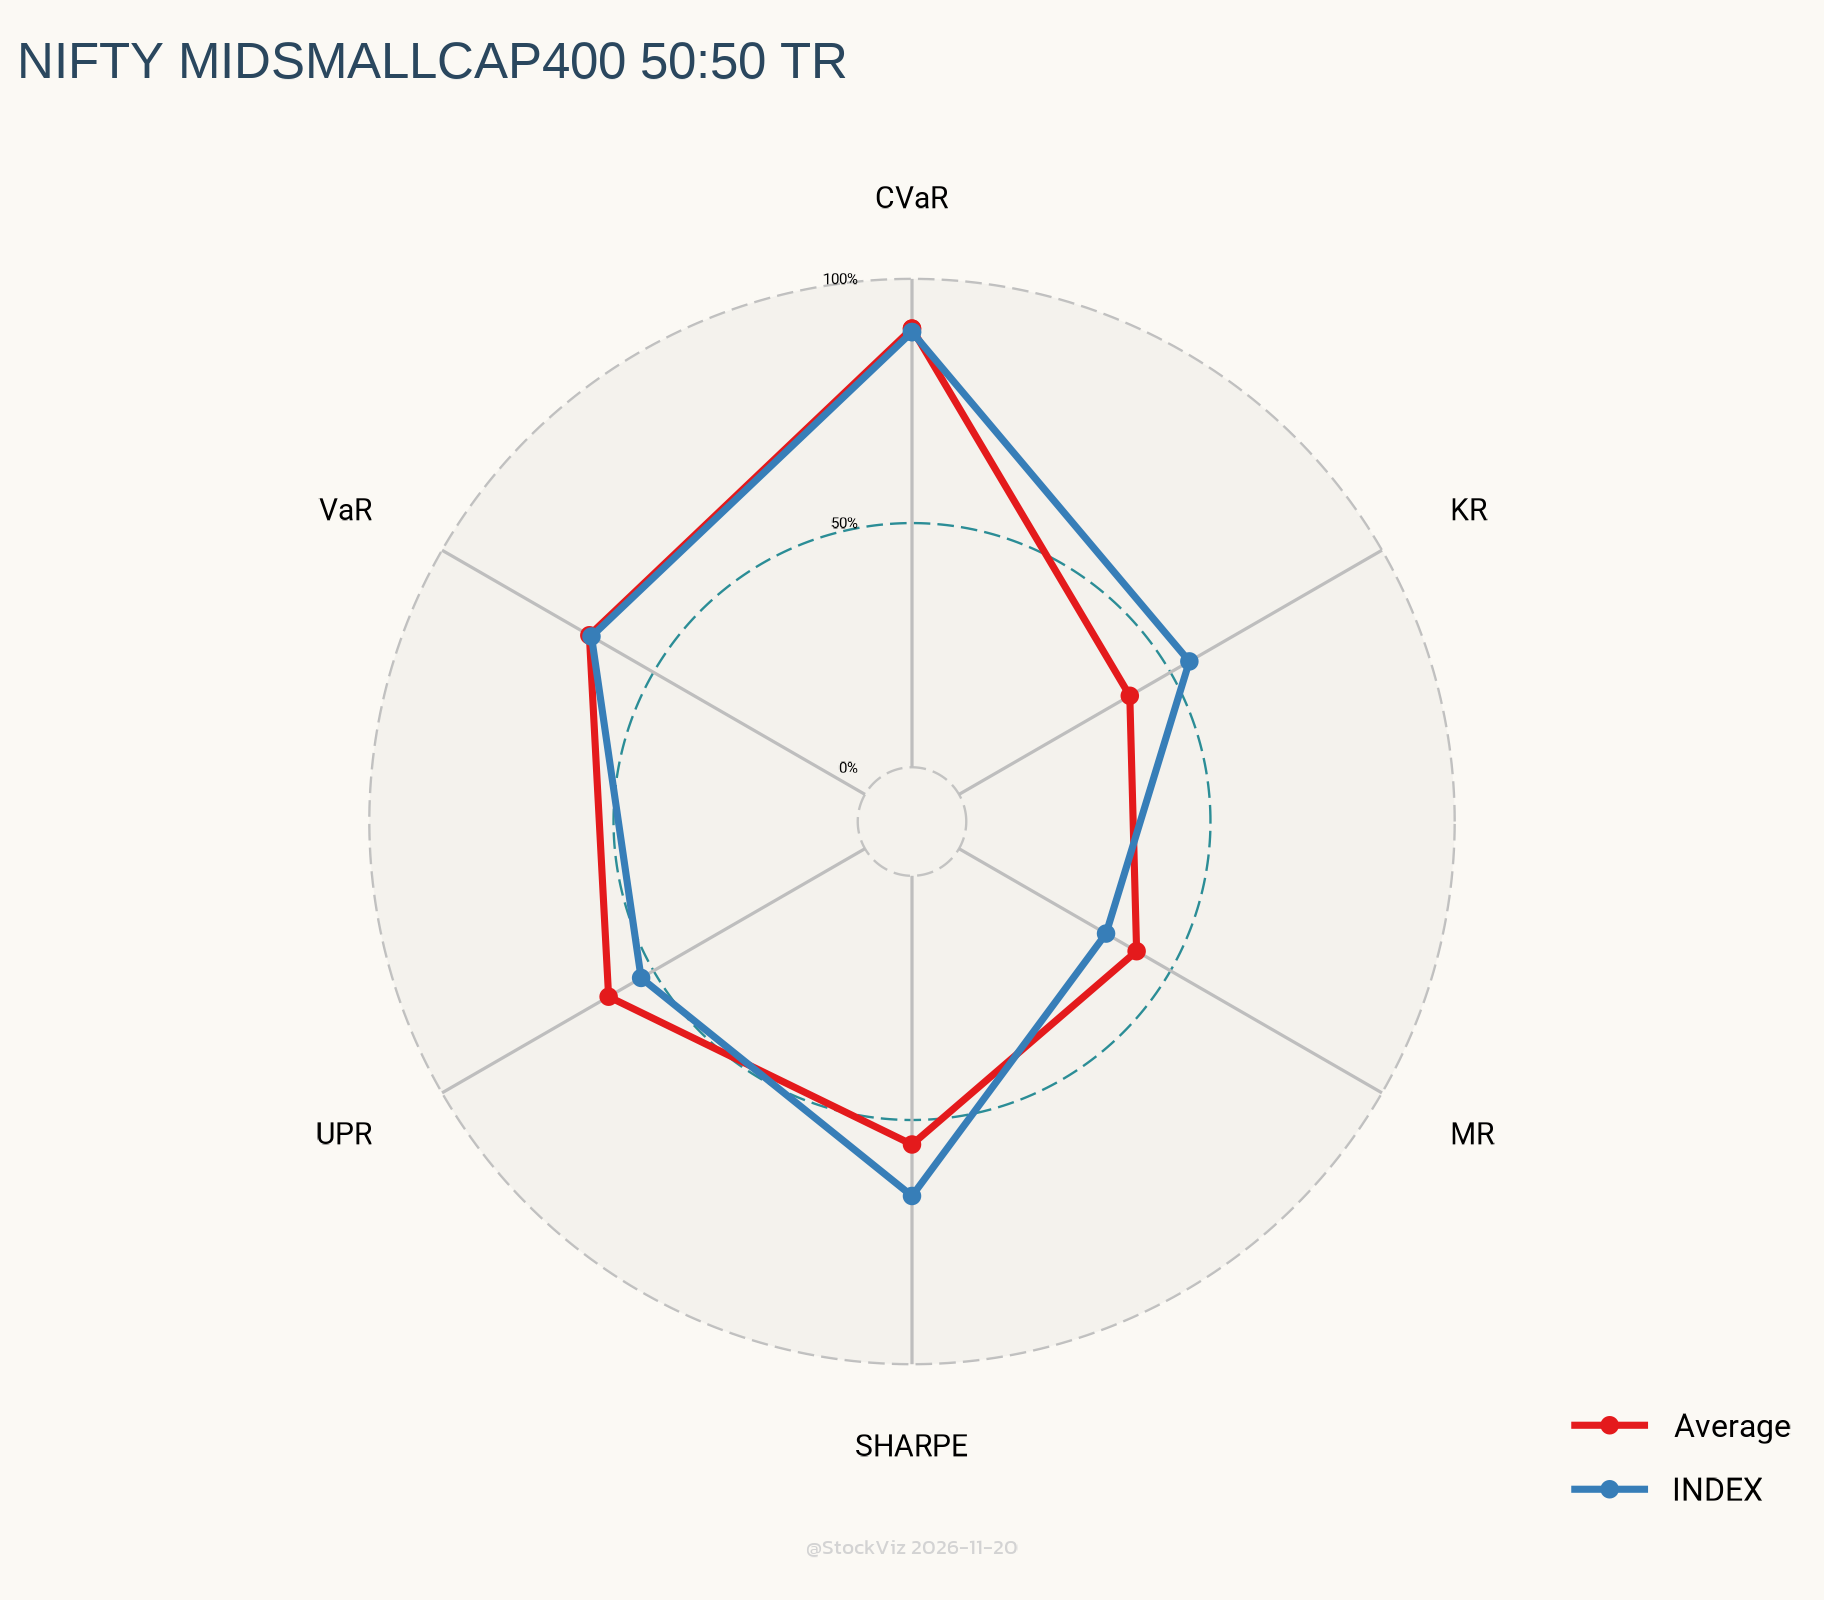 NIFTY MIDSMALLCAP400 50:50 TR
CVaR
100%
VaR
KR
50%
0%
UPR
MR
SHARPE
Average
INDEX
@StockViz 2026-11-20